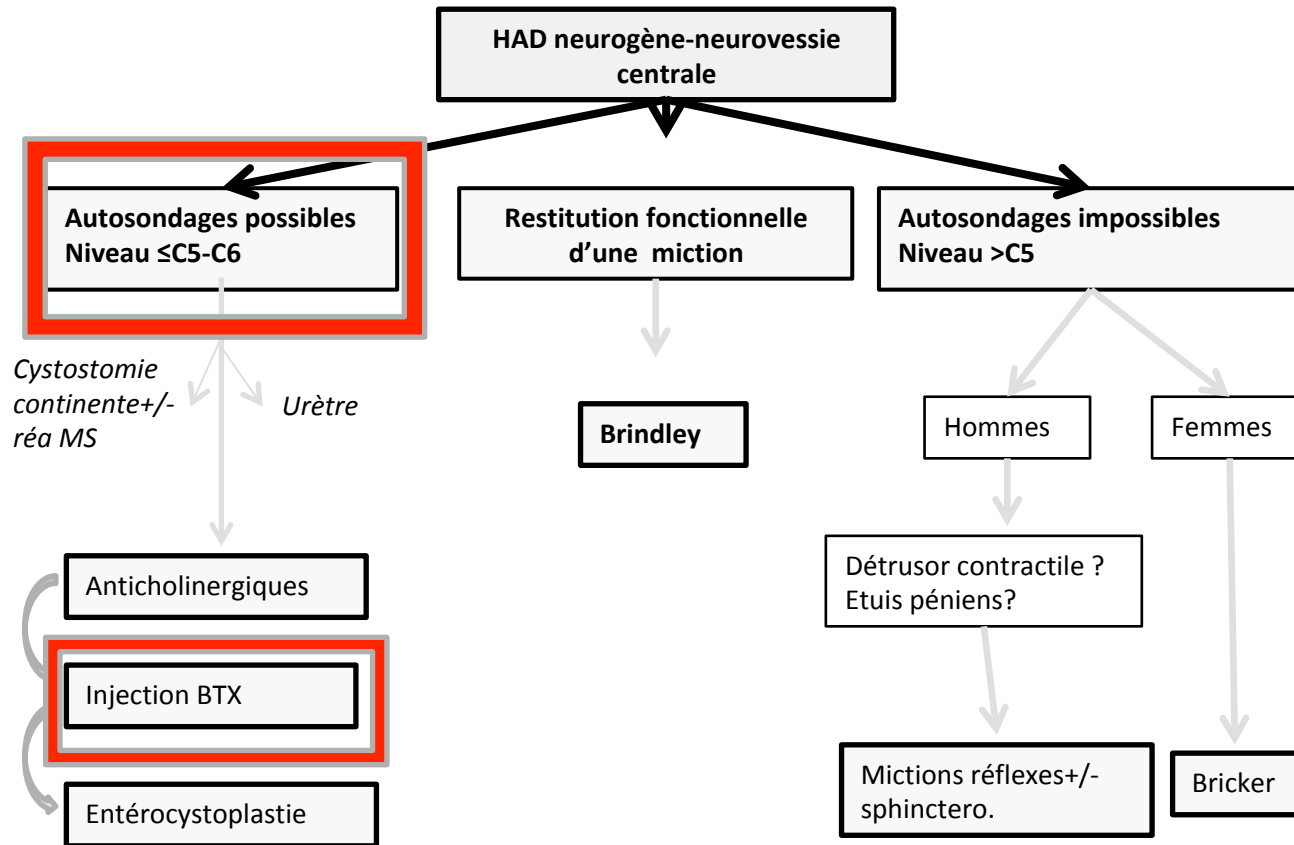 HAD neurogène-neurovessie
centrale
Autosondages possibles
Niveau ≤C5-C6
Restitution fonctionnelle
d’une miction
Autosondages impossibles
Niveau >C5
Cystostomie
continente+/-
réa MS
Urètre
Brindley
Hommes
Femmes
Anticholinergiques
Détrusor contractile ?
Etuis péniens?
Injection BTX
Entérocystoplastie
Mictions réflexes+/-
sphinctero.
Bricker